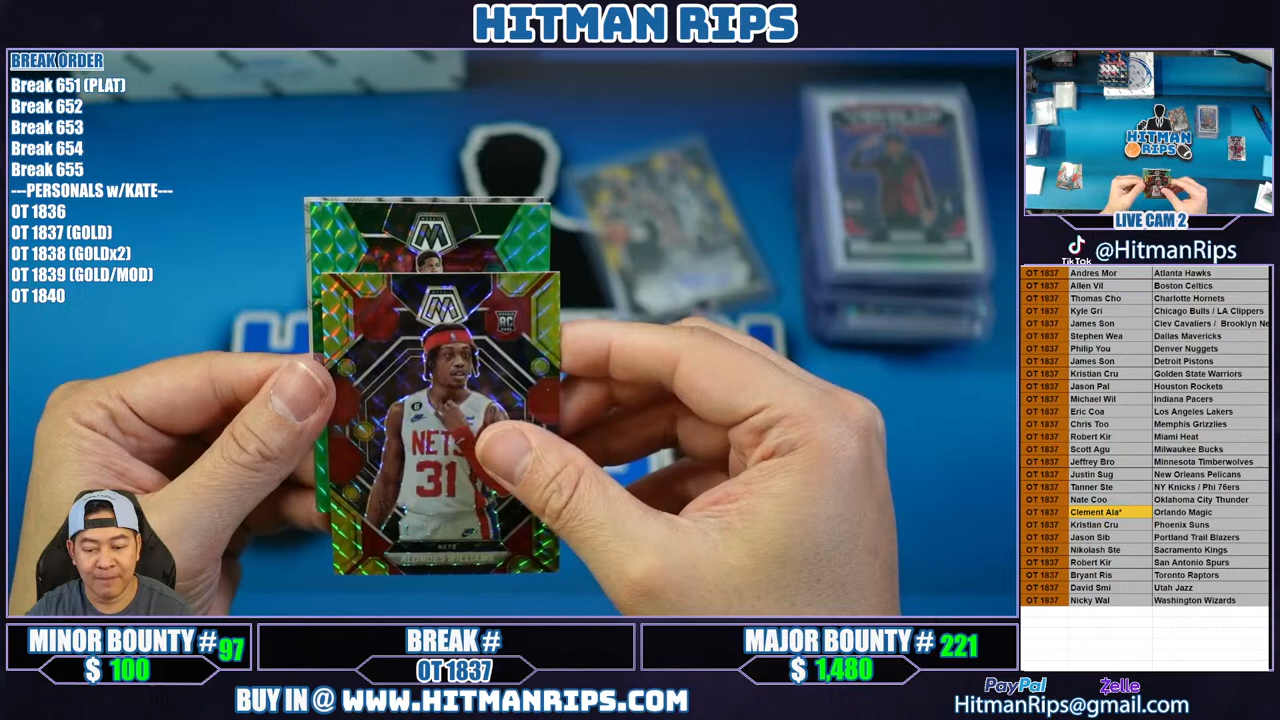 HITMAN RIPS
BREAK ORDER
Break 651 (PLAT)
Break 652
Break 653
Break 654
Break 655
---PERSONALS w/KATE---
OT 1836
OT 1837 (GOLD)
OT 1838 (GOLDx2)
OT 1839 (GOLD/MOD)
OT 1840
M
M
RC
NETS
31
NETS
ALONDES WILLIAMS
HITMAN
RIPS
LIVE CAM 2
TikTok
@HitmanRips
OT 1837 Andres Mor Atlanta Hawks
OT 1837 Allen Vil Boston Celtics
OT 1837 Thomas Cho Charlotte Hornets
OT 1837 Kyle Gri Chicago Bulls / LA Clippers
OT 1837 James Son Clev Cavaliers / Brooklyn Ne
OT 1837 Stephen Wea Dallas Mavericks
OT 1837 Philip You Denver Nuggets
OT 1837 James Son Detroit Pistons
OT 1837 Kristian Cru Golden State Warriors
OT 1837 Jason Pal Houston Rockets
OT 1837 Michael Wil Indiana Pacers
OT 1837 Eric Coa Los Angeles Lakers
OT 1837 Chris Too Memphis Grizzlies
OT 1837 Robert Kir Miami Heat
OT 1837 Scott Agu Milwaukee Bucks
OT 1837 Jeffrey Bro Minnesota Timberwolves
OT 1837 Justin Sug New Orleans Pelicans
OT 1837 Tanner Ste NY Knicks / Phi 76ers
OT 1837 Nate Coo Oklahoma City Thunder
OT 1837 Clement Ala* Orlando Magic
OT 1837 Kristian Cru Phoenix Suns
OT 1837 Jason Sib Portland Trail Blazers
OT 1837 Nikolash Ste Sacramento Kings
OT 1837 Robert Kir San Antonio Spurs
OT 1837 Bryant Ris Toronto Raptors
OT 1837 David Smi Utah Jazz
OT 1837 Nicky Wal Washington Wizards
MINOR BOUNTY # 97
$ 100
BREAK #
OT 1837
MAJOR BOUNTY # 221
$ 1,480
BUY IN @ WWW.HITMANRIPS.COM
PayPal Zelle
HitmanRips@gmail.com